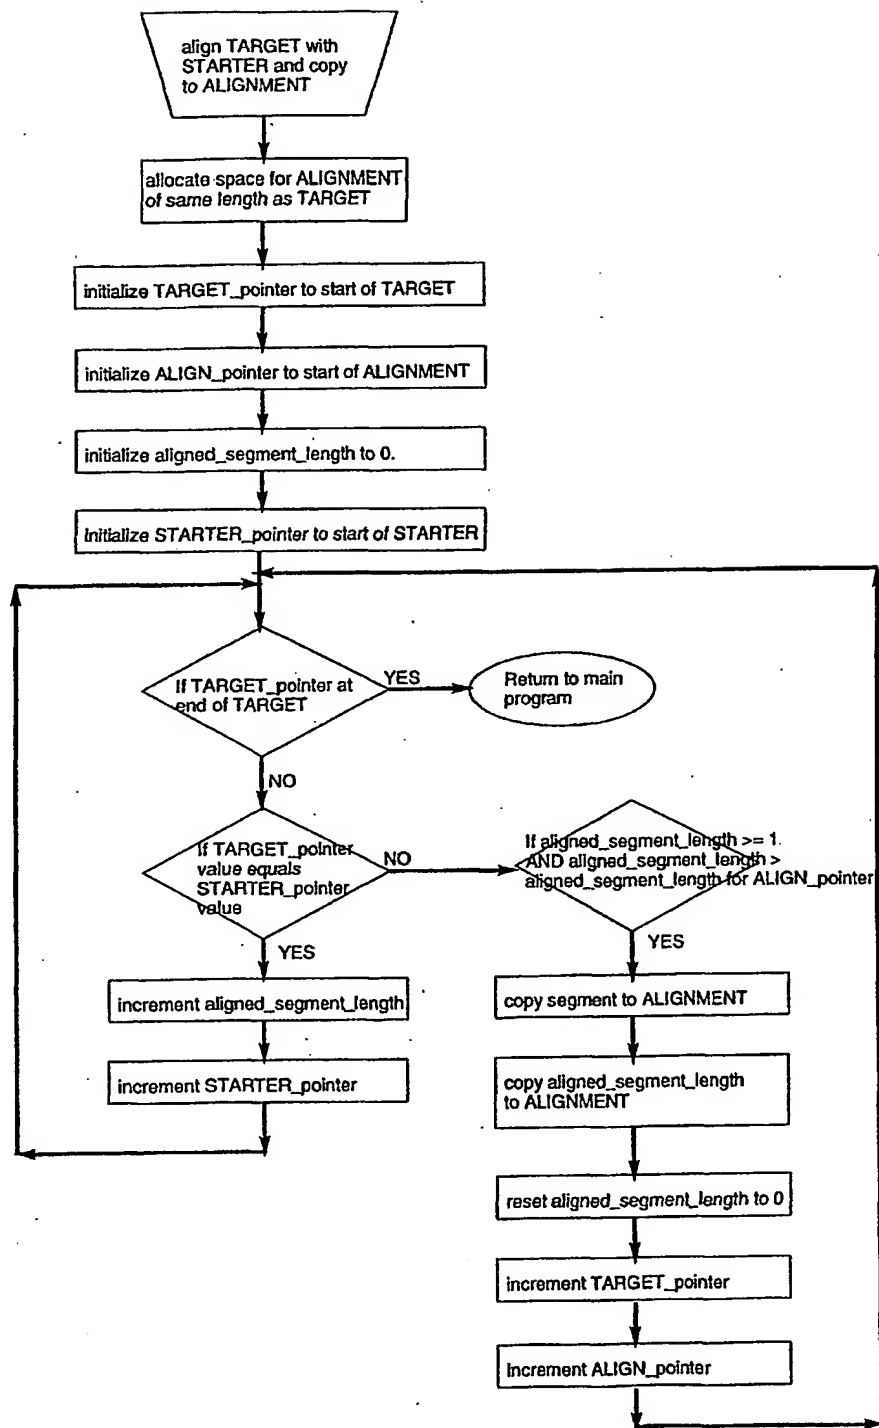 align TARGET with
STARTER and copy
to ALIGNMENT
allocate space for ALIGNMENT
of same length as TARGET
initialize TARGET_pointer to start of TARGET
initialize ALIGN_pointer to start of ALIGNMENT
initialize aligned_segment_length to 0.
Initialize STARTER_pointer to start of STARTER
If TARGET_pointer at
end of TARGET
YES
Return to main
program
NO
If TARGET_pointer
value equals
STARTER_pointer
value
NO
If aligned_segment_length >= 1.
AND aligned_segment_length >
aligned_segment_length for ALIGN_pointer
YES
increment aligned_segment_length
increment STARTER_pointer
YES
copy segment to ALIGNMENT
copy aligned_segment_length
to ALIGNMENT
reset aligned_segment_length to 0
increment TARGET_pointer
Increment ALIGN_pointer